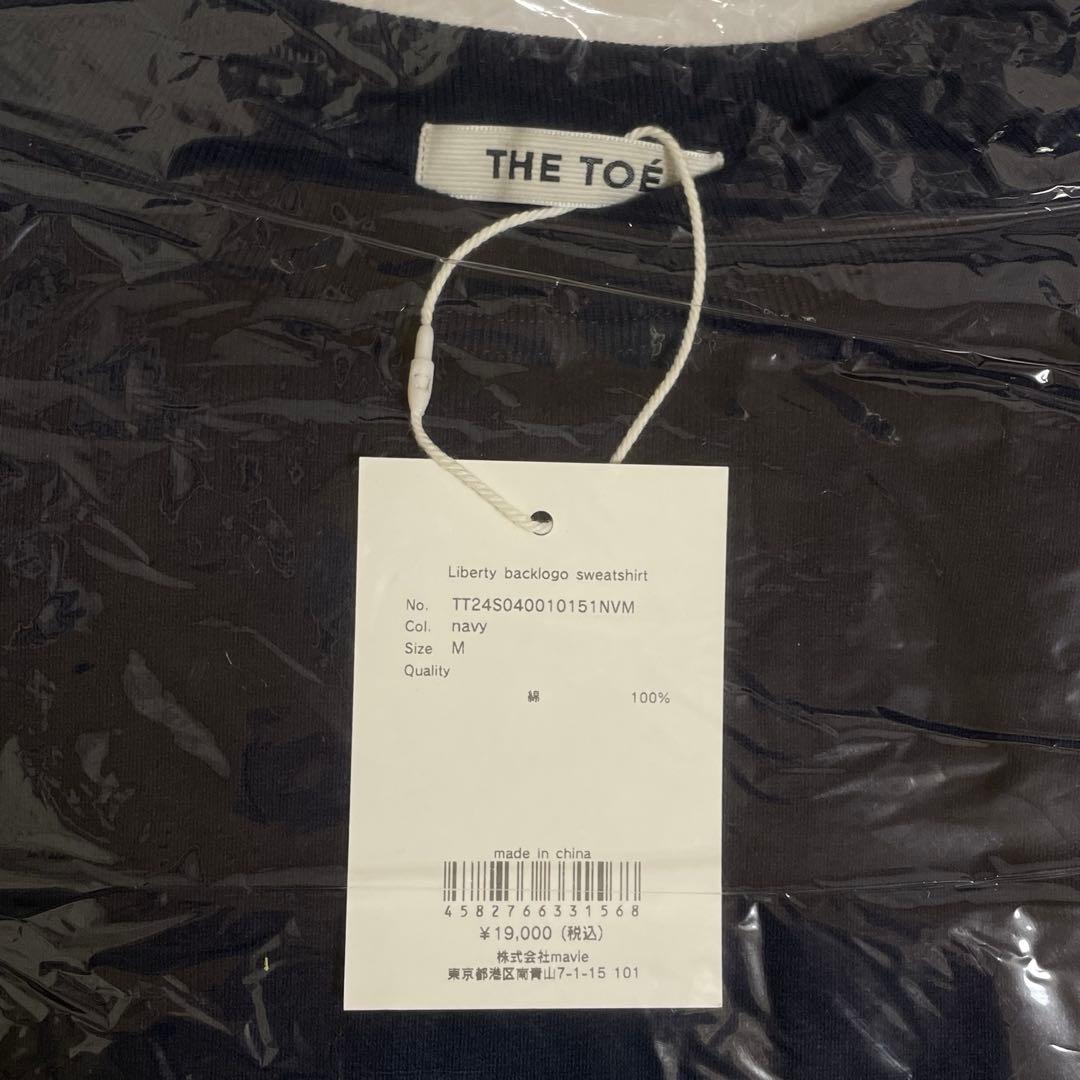 THE TOÉ
Liberty backlogo sweatshirt
No. TT24S040010151NVM
Col. navy
Size M
Quality
綿 100%
made in china
4582766331568
¥19,000 (税込)
株式会社mavie
東京都港区南青山7-1-15 101